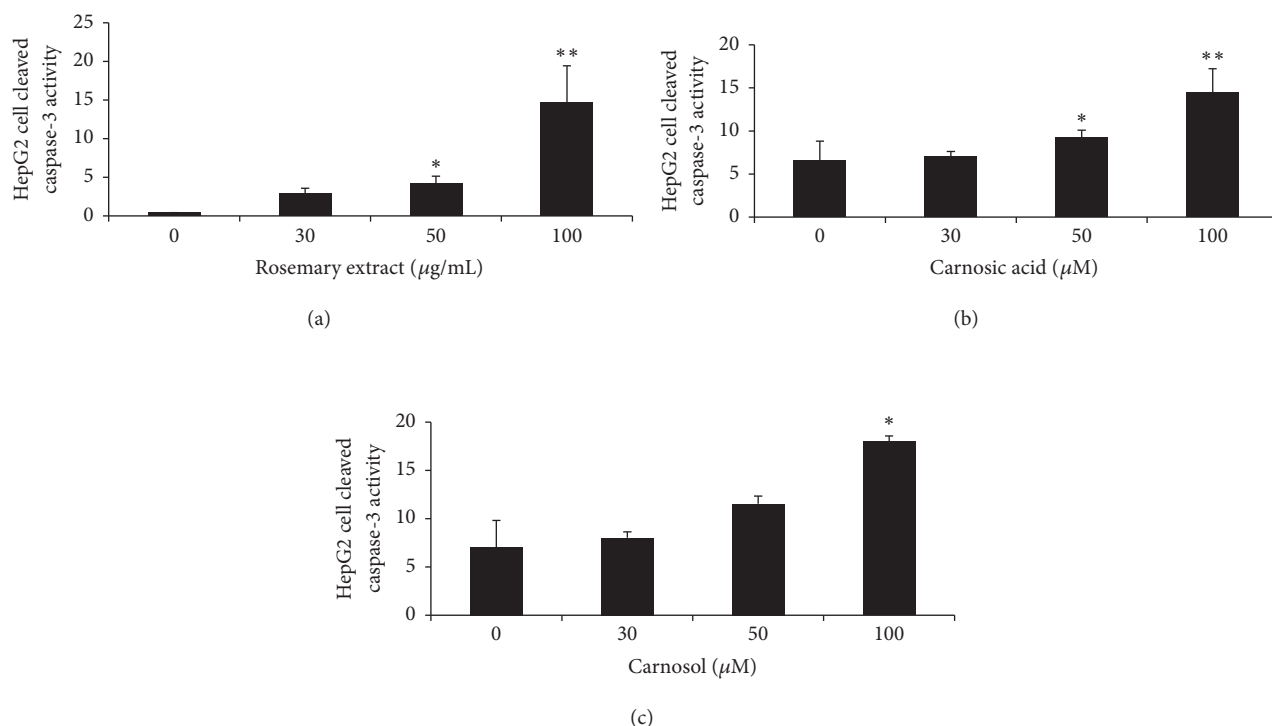 HepG2 cell cleaved
caspase-3 activity
25
20
15
10
5
0
*
**
0 30 50 100
Rosemary extract (μg/mL)
(a)
HepG2 cell cleaved
caspase-3 activity
20
15
10
5
0
*
**
0 30 50 100
Carnosic acid (μM)
(b)
HepG2 cell cleaved
caspase-3 activity
20
15
10
5
0
*
0 30 50 100
Carnosol (μM)
(c)